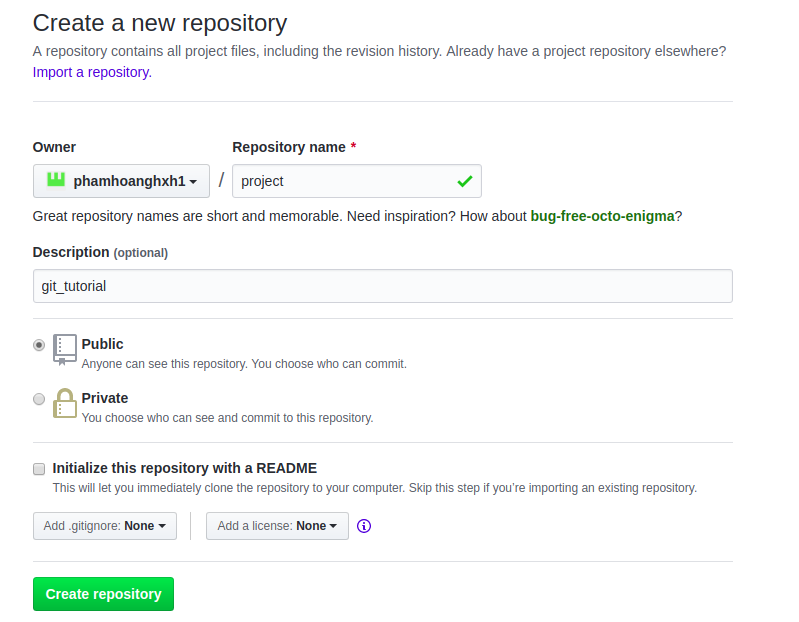 Create a new repository
A repository contains all project files, including the revision history. Already have a project repository elsewhere?
Import a repository.
Owner
Repository name *
phamhoanghxh1
/
project
Great repository names are short and memorable. Need inspiration? How about bug-free-octo-enigma?
Description (optional)
git_tutorial
Public
Anyone can see this repository. You choose who can commit.
Private
You choose who can see and commit to this repository.
Initialize this repository with a README
This will let you immediately clone the repository to your computer. Skip this step if you’re importing an existing repository.
Add .gitignore: None
Add a license: None
Create repository